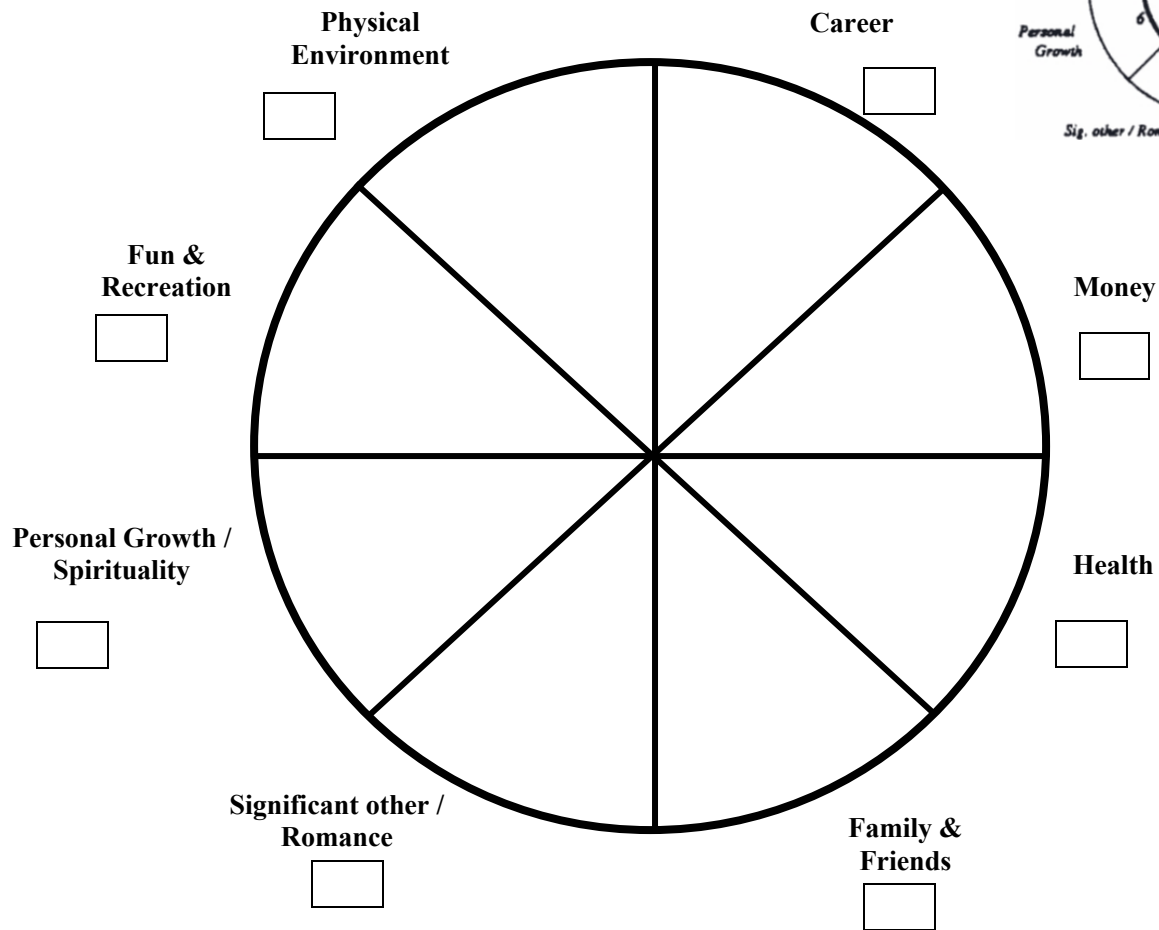 Physical
Environment
Career
Personal
Growth
6
Sig. other /
Fun &
Recreation
Money
Personal Growth /
Spirituality
Health
Significant other /
Romance
Family &
Friends